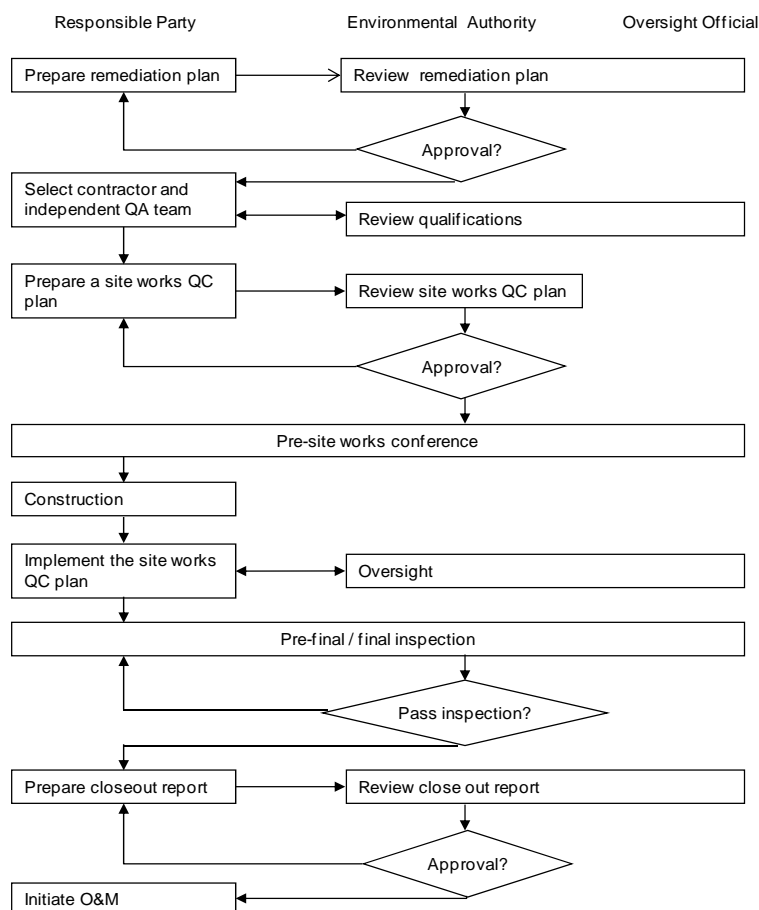 Responsible Party
Environmental Authority
Oversight Official
Prepare remediation plan
Review remediation plan
Approval?
Select contractor and
independent QA team
Review qualifications
Prepare a site works QC
plan
Review site works QC plan
Approval?
Pre-site works conference
Construction
Implement the site works
QC plan
Oversight
Pre-final / final inspection
Pass inspection?
Prepare closeout report
Review close out report
Approval?
Initiate O&M